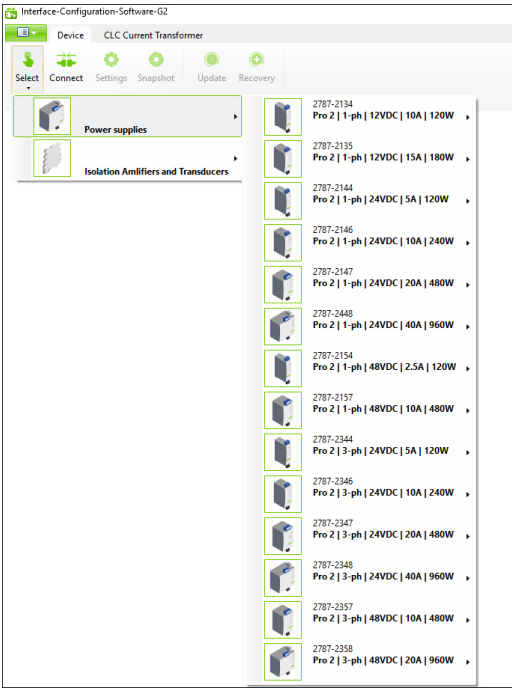 Interface-Configuration-Software-G2
Device CLC Current Transformer
Select Connect Settings Snapshot Update Recovery
Power supplies
Isolation Amlifiers and Transducers
2787-2134
Pro 2 | 1-ph | 12VDC | 10A | 120W
2787-2135
Pro 2 | 1-ph | 12VDC | 15A | 180W
2787-2144
Pro 2 | 1-ph | 24VDC | 5A | 120W
2787-2146
Pro 2 | 1-ph | 24VDC | 10A | 240W
2787-2147
Pro 2 | 1-ph | 24VDC | 20A | 480W
2787-2448
Pro 2 | 1-ph | 24VDC | 40A | 960W
2787-2154
Pro 2 | 1-ph | 48VDC | 2.5A | 120W
2787-2157
Pro 2 | 1-ph | 48VDC | 10A | 480W
2787-2344
Pro 2 | 3-ph | 24VDC | 5A | 120W
2787-2346
Pro 2 | 3-ph | 24VDC | 10A | 240W
2787-2347
Pro 2 | 3-ph | 24VDC | 20A | 480W
2787-2348
Pro 2 | 3-ph | 24VDC | 40A | 960W
2787-2357
Pro 2 | 3-ph | 48VDC | 10A | 480W
2787-2358
Pro 2 | 3-ph | 48VDC | 20A | 960W